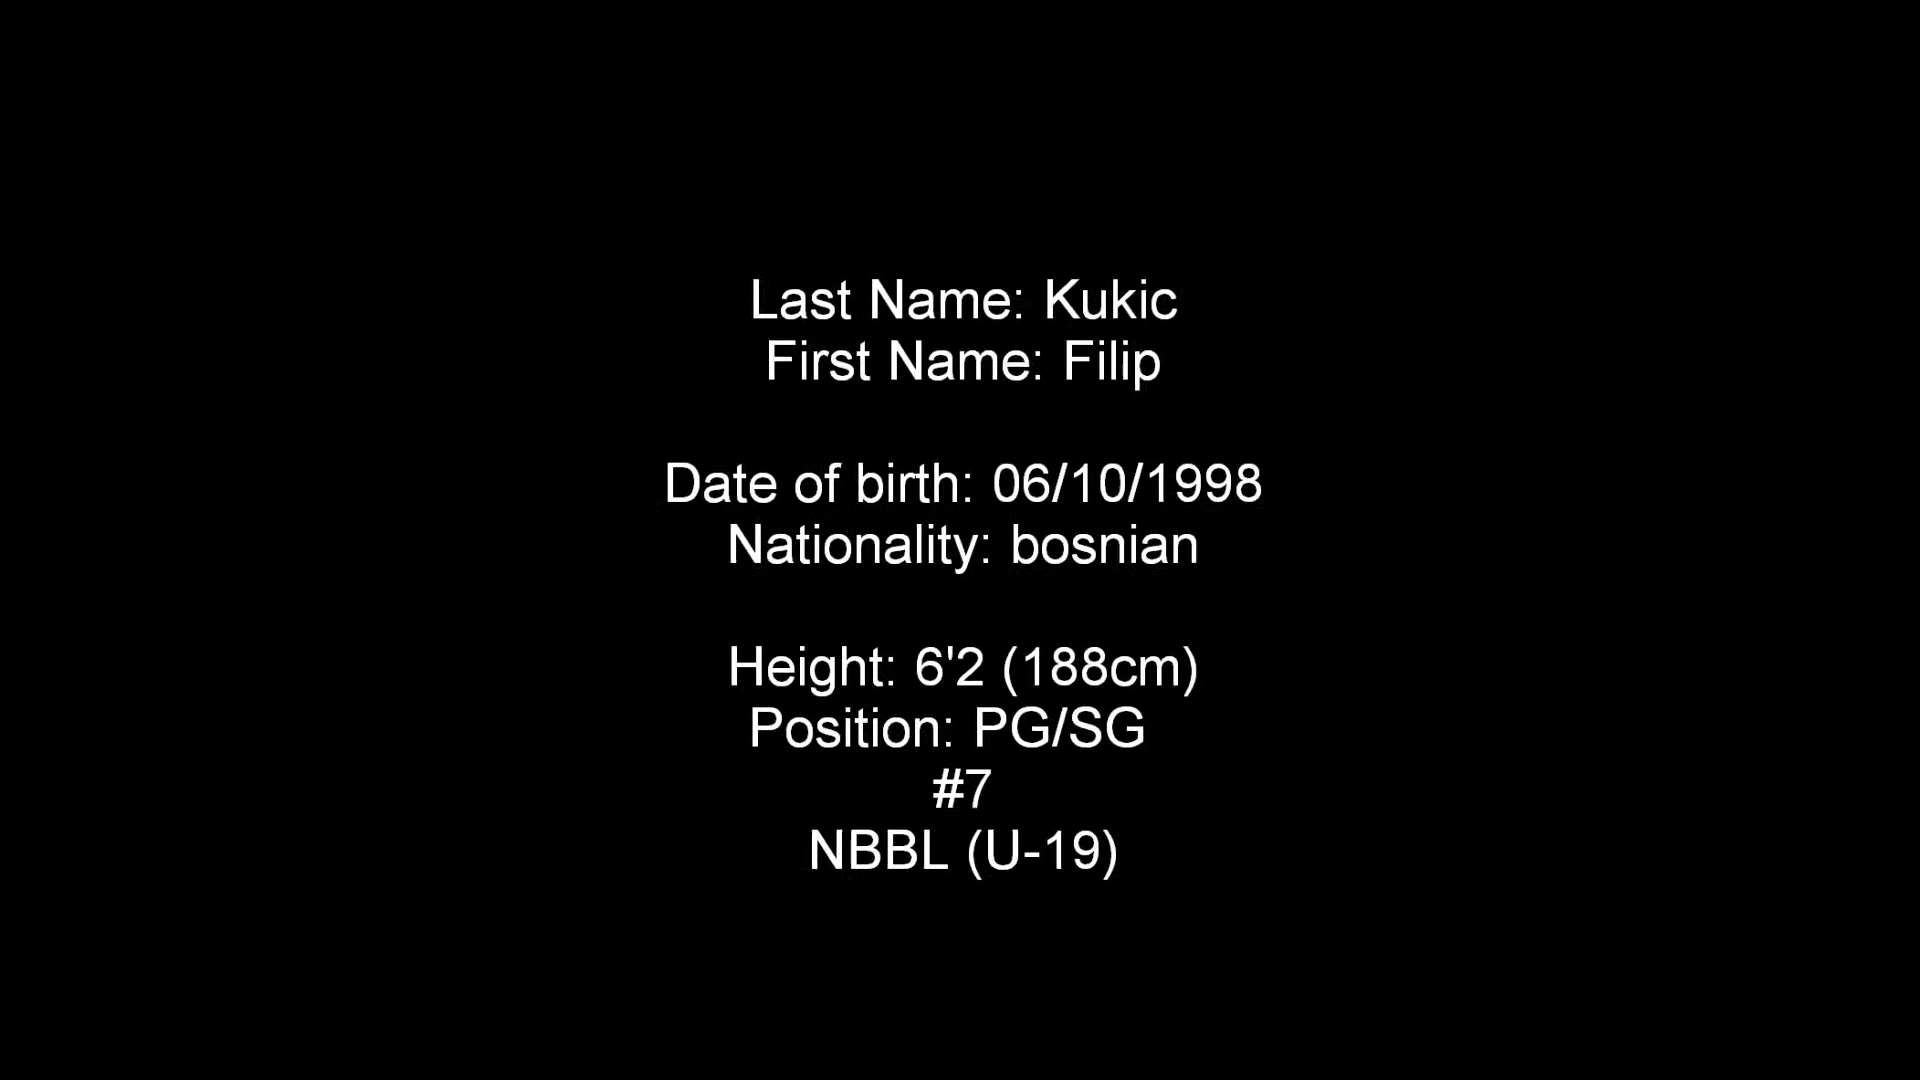 Last Name: Kukic
First Name: Filip
Date of birth: 06/10/1998
Nationality: bosnian
Height: 6'2 (188cm)
Position: PG/SG
#7
NBBL (U-19)